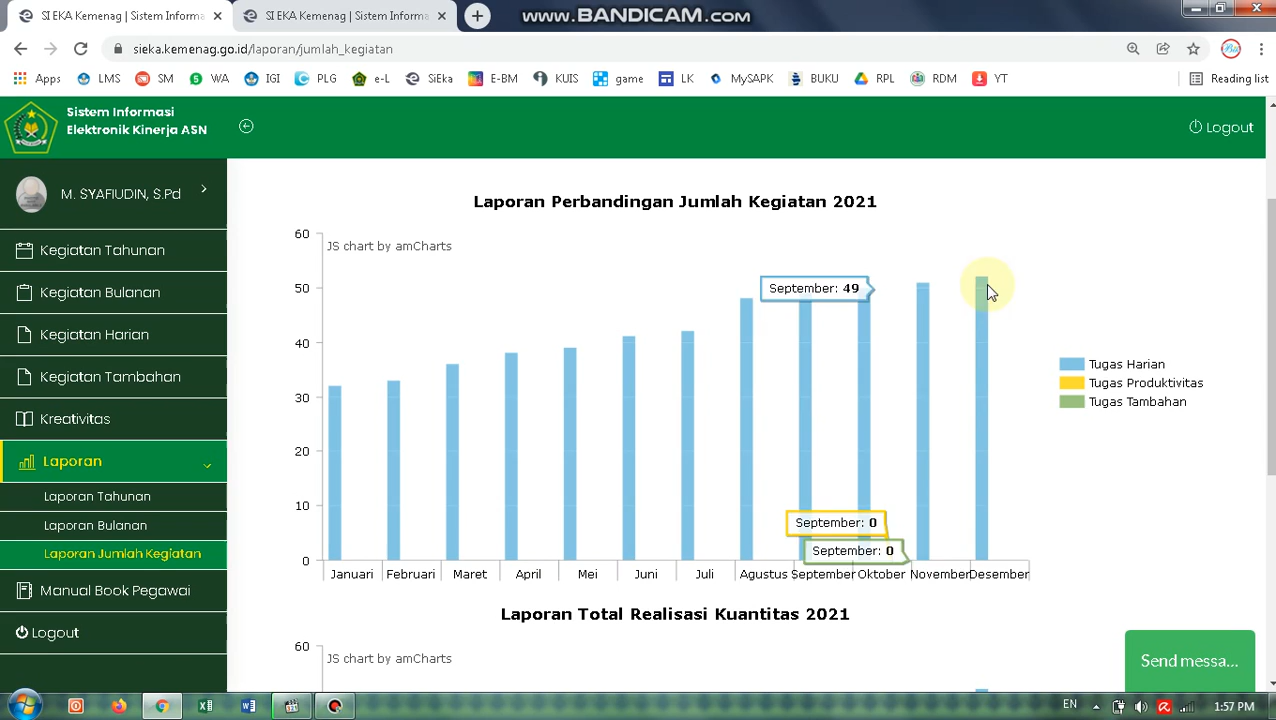 SI EKA Kemenag | Sistem Informa
SI EKA Kemenag | Sistem Informa
www.BANDICAM.com
sieka.kemenag.go.id/laporan/jumlah_kegiatan
Apps
LMS
SM
WA
IGI
PLG
e-L
SiEka
E-BM
KUIS
game
LK
MySAPK
BUKU
RPL
RDM
YT
Reading list
Sistem Informasi
Elektronik Kinerja ASN
Logout
M. SYAFIUDIN, S.Pd
Kegiatan Tahunan
Kegiatan Bulanan
Kegiatan Harian
Kegiatan Tambahan
Kreativitas
Laporan
Laporan Tahunan
Laporan Bulanan
Laporan Jumlah Kegiatan
Manual Book Pegawai
Logout
Laporan Perbandingan Jumlah Kegiatan 2021
JS chart by amCharts
60
50
40
30
20
10
0
September: 49
September: 0
September: 0
Januari
Februari
Maret
April
Mei
Juni
Juli
Agustus
September
Oktober
November
Desember
Tugas Harian
Tugas Produktivitas
Tugas Tambahan
Laporan Total Realisasi Kuantitas 2021
60
JS chart by amCharts
Send messa...
EN
1:57 PM